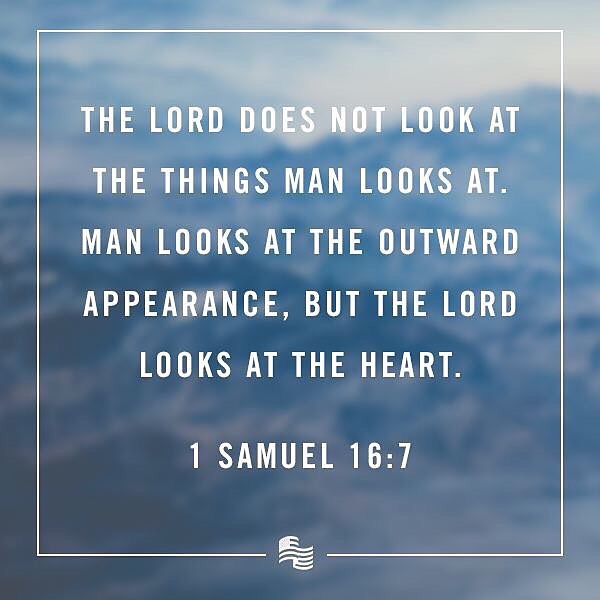 THE LORD DOES NOT LOOK AT
THE THINGS MAN LOOKS AT.
MAN LOOKS AT THE OUTWARD
APPEARANCE, BUT THE LORD
LOOKS AT THE HEART.
1 SAMUEL 16:7